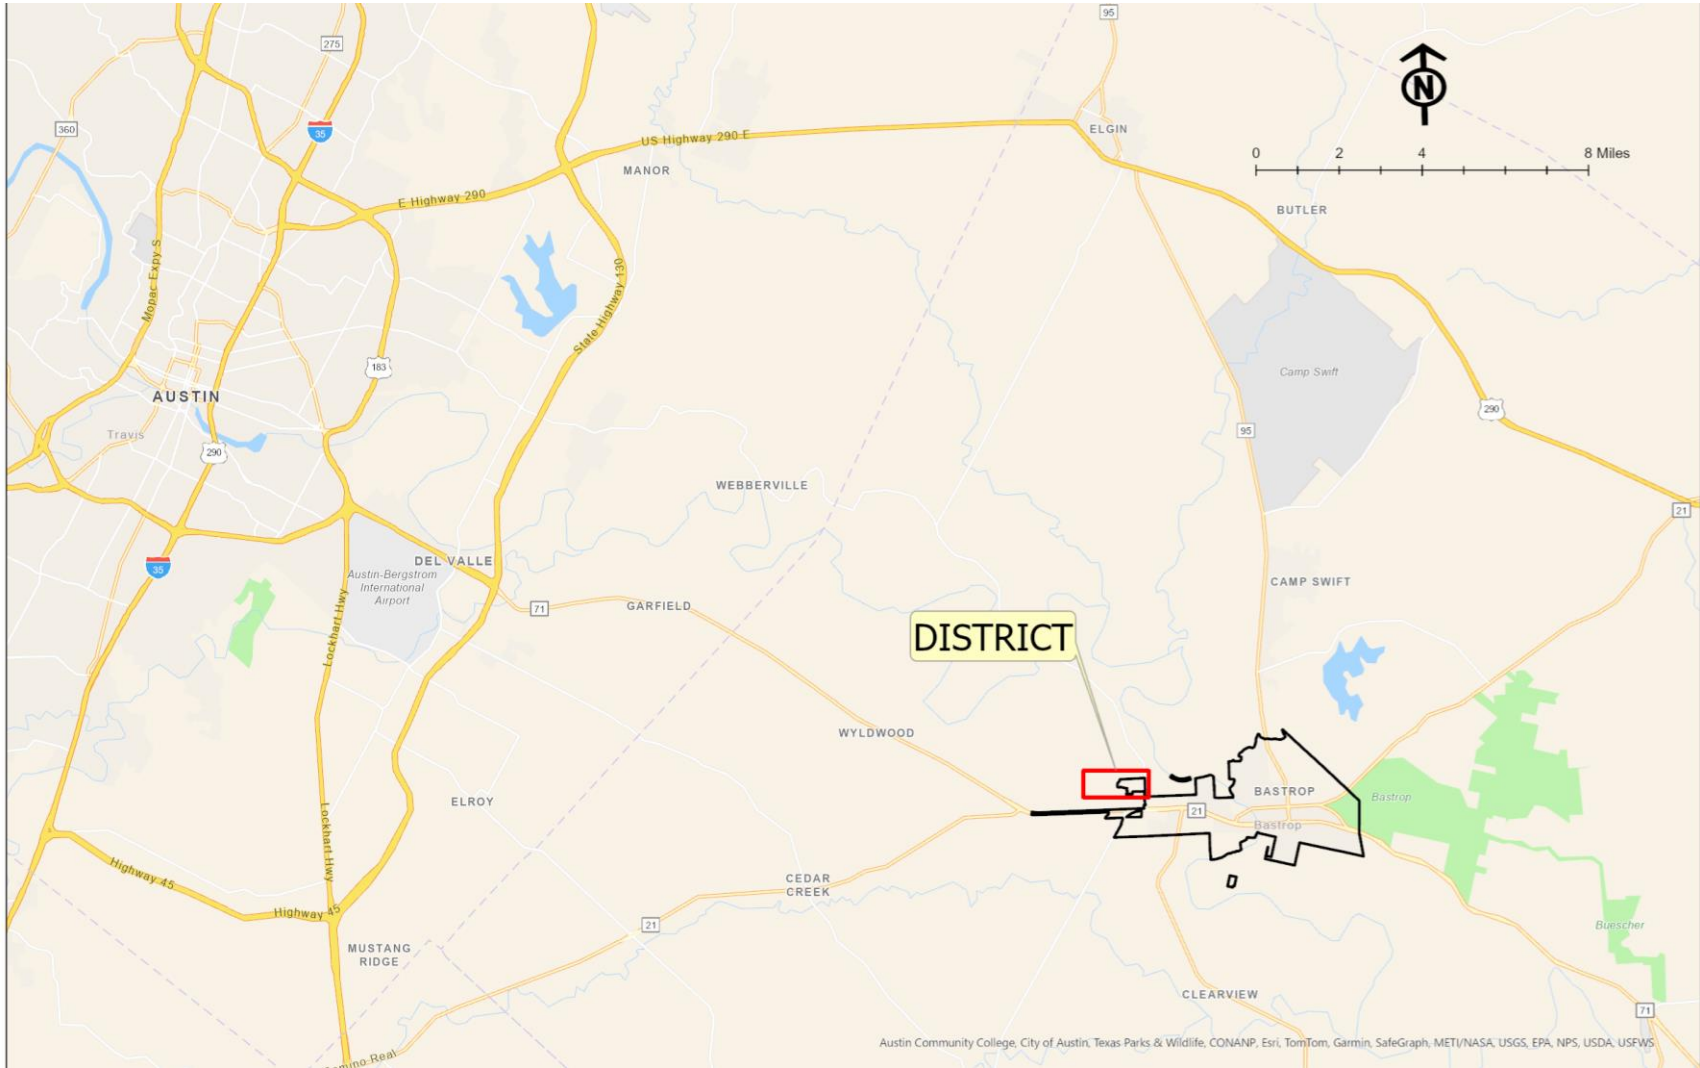 95
275
N
35
360
US Highway 290 E
ELGIN
0 2 4 8 Miles
MANOR
E Highway 290
BUTLER
Mopac Expy S
State Highway 130
183
Camp Swift
AUSTIN
290
Travis
95
290
WEBBERVILLE
21
DEL VALLE
35
Austin-Bergstrom
International
Airport
CAMP SWIFT
71
GARFIELD
Lockhart Hwy
DISTRICT
WYLDWOOD
BASTROP
Bastrop
ELROY
21
Bastrop
Lockhart Hwy
Highway 45
CEDAR
CREEK
Highway 45
21
Buescher
MUSTANG
RIDGE
CLEARVIEW
71
Austin Community College, City of Austin, Texas Parks & Wildlife, CONANP, Esri, TomTom, Garmin, SafeGraph, METI/NASA, USGS, EPA, NPS, USDA, USFWS
Real